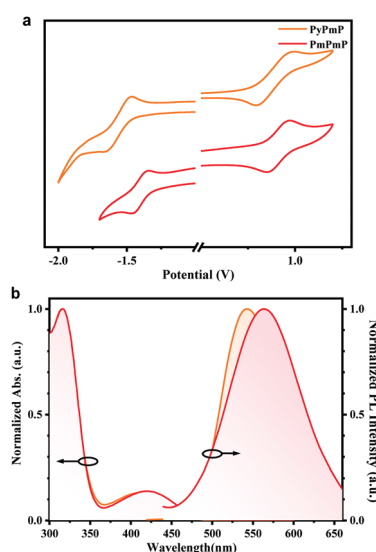 a
PyPmP
PmPmP
-2.0 -1.5 1.0
Potential (V)
b
Normalized Abs. (a.u.)
1.0
0.5
0.0
1.0
0.5
0.0
Normalized PL Intensity (a.u.)
300 350 400 450 500 550 600 650
Wavelength(nm)